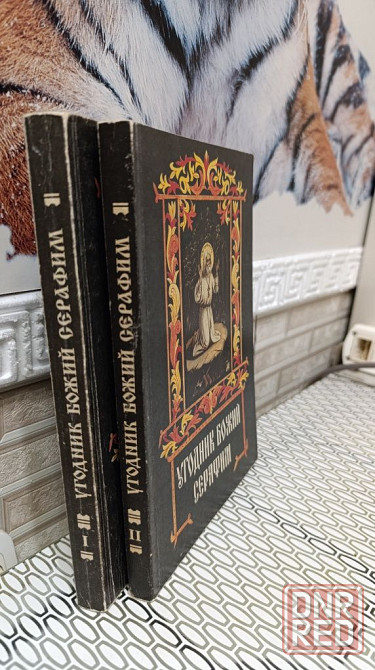 УГОДНИК БОЖИЙ СЕРАФИМ
I
УГОДНИК БОЖИЙ СЕРАФИМ
II
УГОДНИК БОЖИЙ
СЕРАФИМ
DNR
RED